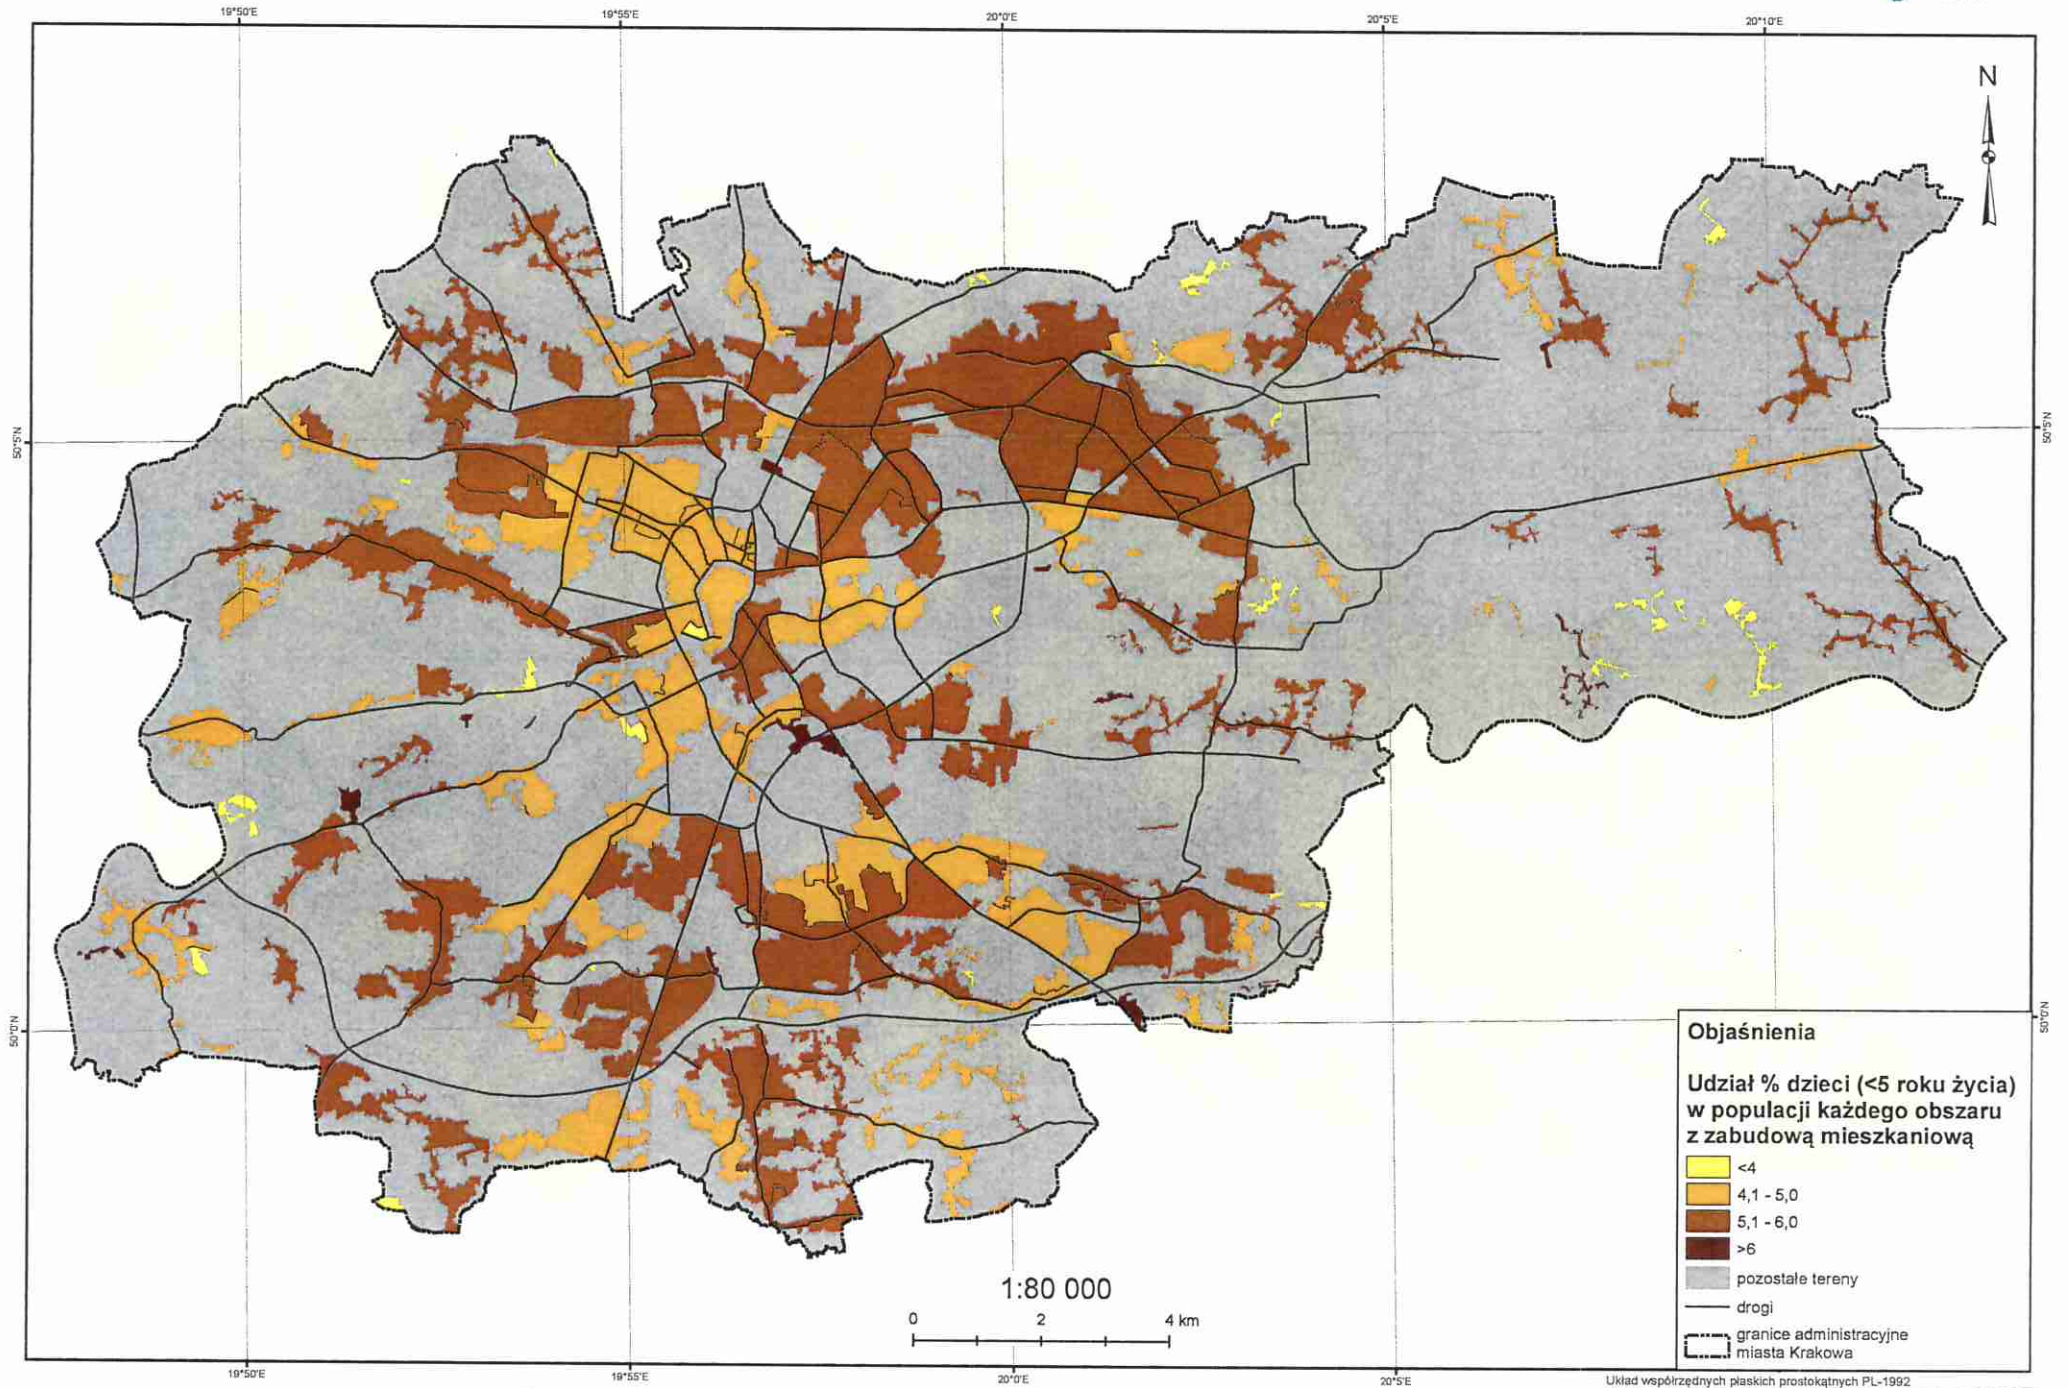 19°50'E
19°55'E
20°0'E
20°5'E
20°10'E
N
50°5'N
50°5'N
50°0'N
50°0'N
Objaśnienia
Udział % dzieci (<5 roku życia)
w populacji każdego obszaru
z zabudową mieszkaniową
<4
4,1 - 5,0
5,1 - 6,0
>6
pozostałe tereny
drogi
granice administracyjne
miasta Krakowa
1:80 000
0 2 4 km
19°50'E
19°55'E
20°0'E
20°5'E
Układ współrzędnych płaskich prostokątnych PL-1992